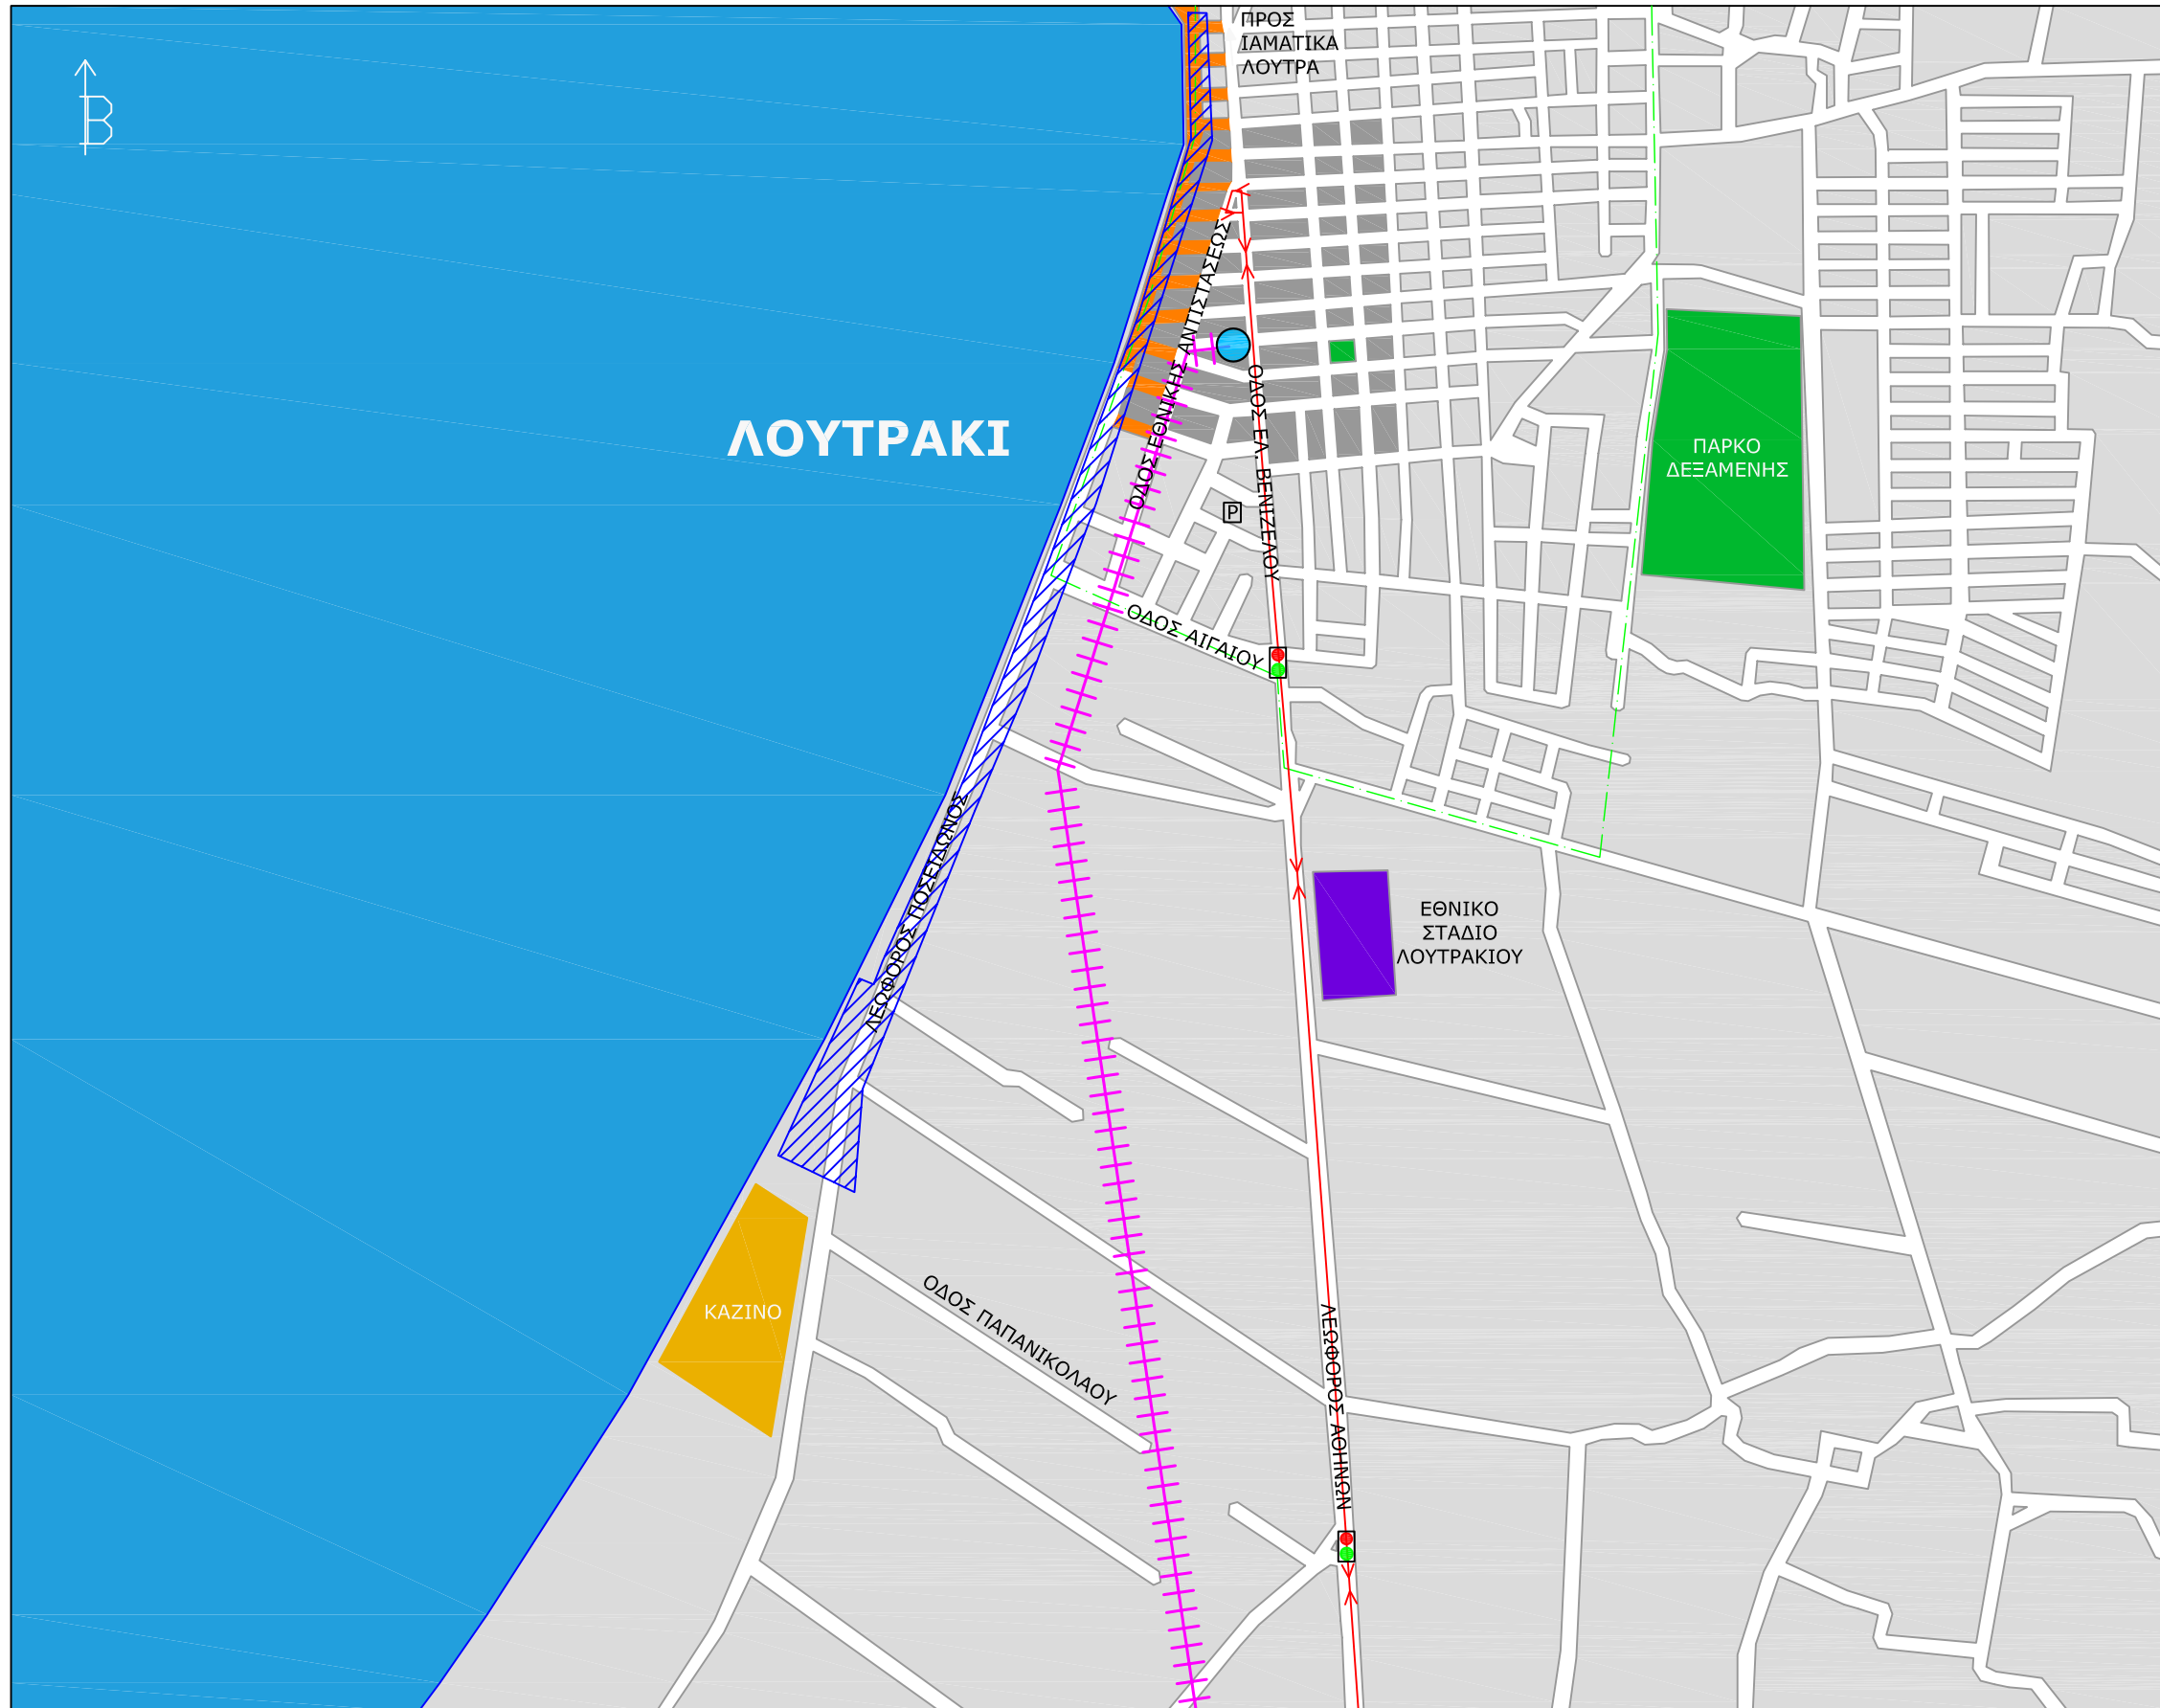 ΠΡΟΣ
ΙΑΜΑΤΙΚΑ
ΛΟΥΤΡΑ
Β
ΟΔΟΣ ΕΘΝΙΚΗΣ ΑΝΤΙΣΤΑΣΕΩΣ
ΛΟΥΤΡΑΚΙ
ΟΔΟΣ ΕΛ. ΒΕΝΙΖΕΛΟΥ
ΠΑΡΚΟ
ΔΕΞΑΜΕΝΗΣ
P
ΟΔΟΣ ΑΙΓΑΙΟΥ
ΛΕΩΦΟΡΟΣ ΠΟΣΕΙΔΩΝΟΣ
ΕΘΝΙΚΟ
ΣΤΑΔΙΟ
ΛΟΥΤΡΑΚΙΟΥ
ΚΑΖΙΝΟ
ΟΔΟΣ ΠΑΠΑΝΙΚΟΛΑΟΥ
ΛΕΩΦΟΡΟΣ ΑΘΙΝΩΝ